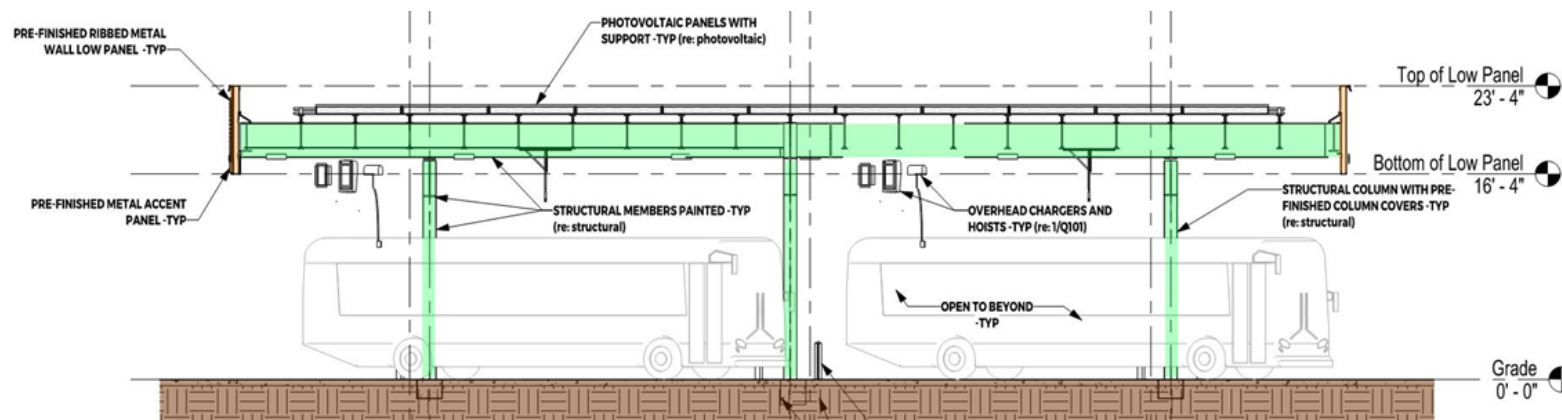 PRE-FINISHED RIBBED METAL
WALL LOW PANEL -TYP
PHOTOVOLTAIC PANELS WITH
SUPPORT -TYP (re: photovoltaic)
Top of Low Panel
23' - 4"
Bottom of Low Panel
16' - 4"
PRE-FINISHED METAL ACCENT
PANEL -TYP
STRUCTURAL MEMBERS PAINTED -TYP
(re: structural)
OVERHEAD CHARGERS AND
HOISTS -TYP (re: 1/Q101)
STRUCTURAL COLUMN WITH PRE-
FINISHED COLUMN COVERS -TYP
(re: structural)
OPEN TO BEYOND
-TYP
Grade
0' - 0"